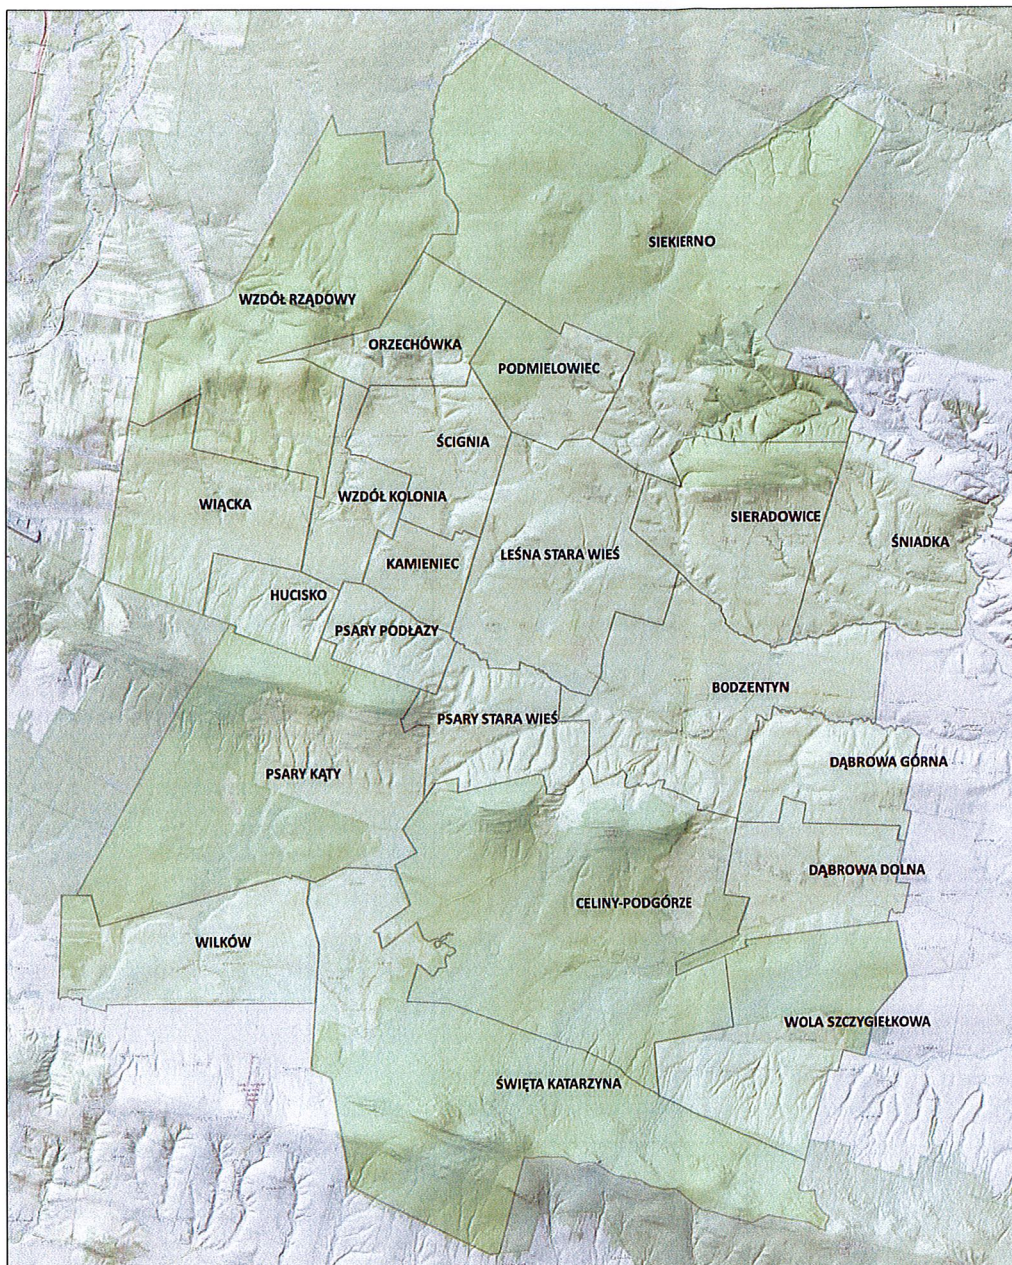 SIEKIERNO
WZDÓŁ RZĄDOWY
ORZECHÓWKA
PODMIELOWIEC
ŚCIGNIA
WZDÓŁ KOLONIA
WIĄCKA
SIERADOWICE
ŚNIADKA
LEŚNA STARA WIEŚ
KAMIENIEC
HUCISKO
PSARY PODŁAZY
BODZENTYN
PSARY STARA WIEŚ
DĄBROWA GÓRNA
PSARY KĄTY
DĄBROWA DOLNA
CELINY-PODGÓRZE
WILKÓW
WOLA SZCZYGIEŁKOWA
ŚWIĘTA KATARZYNA